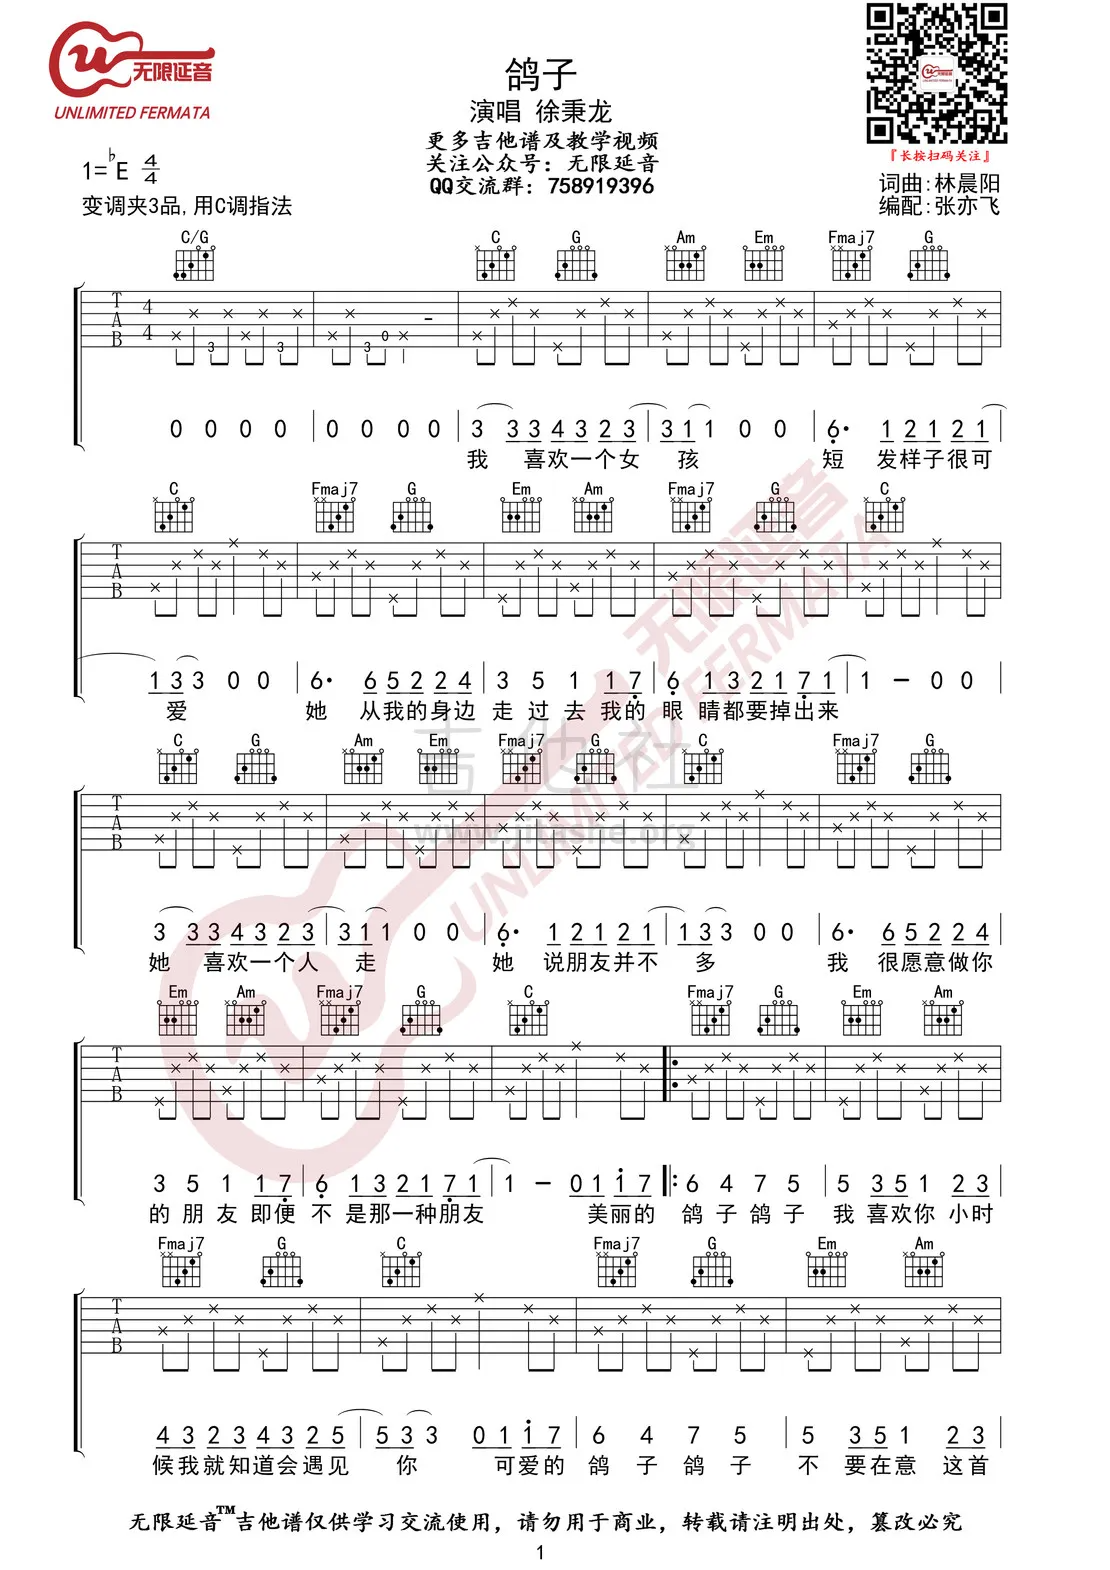 无限延音
UNLIMITED FERMATA
鸽子
演唱 徐秉龙
更多吉他谱及教学视频
关注公众号：无限延音
QQ交流群：758919396
『长按扫码关注』
1=♭E 4/4
变调夹3品,用C调指法
词曲:林晨阳
编配:张亦飞
C/G C G Am Em Fmaj7 G
T A B 4 4 3 3 3 0
0 0 0 0 | 0 0 0 0 | 3 3 3 4 3 2 3 | 3 1 1 0 0 | 6· 1 2 1 2 1
我 喜欢一个女 孩 短 发样子很可
C Fmaj7 G Em Am Fmaj7 G C
T A B
1 3 3 0 0 | 6· 6 5 2 2 4 | 3 5 1 1 7 | 6 1 3 2 1 7 1 | 1 — 0 0
爱 她 从我的身边 走 过 去 我的 眼 睛都要掉出来
C G Am Em Fmaj7 G C Fmaj7 G
T A B
3 3 3 4 3 2 3 | 3 1 1 0 0 | 6· 1 2 1 2 1 | 1 3 3 0 0 | 6· 6 5 2 2 4
她 喜欢一个人 走 她 说朋友并不 多 我 很愿意做你
Em Am Fmaj7 G C Fmaj7 G Em Am
T A B
3 5 1 1 7 | 6 1 3 2 1 7 1 | 1 — 0 1 1 7 |: 6 4 7 5 | 5 3 5 1 2 3
的 朋 友 即便 不 是那一种朋友 美丽的 鸽 子 鸽 子 我 喜欢你 小时
Fmaj7 G C Fmaj7 G Em Am
T A B
4 3 2 3 4 3 2 5 | 5 3 3 0 1 1 7 | 6 4 7 5 | 5 3 5 1 2 3
候我就知道会遇见 你 可爱的 鸽 子 鸽 子 不 要在意 这首
吉他社
www.jitashe.org
无限延音
UNLIMITED FERMATA
无限延音™吉他谱仅供学习交流使用，请勿用于商业，转载请注明出处，篡改必究
1